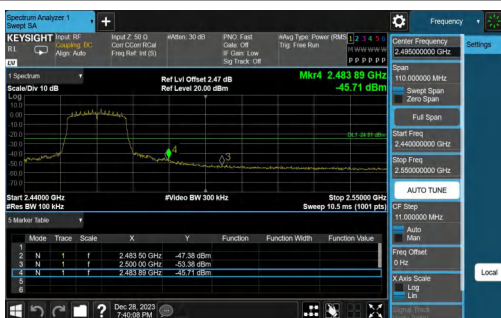 Spectrum Analyzer 1
Swept SA
Frequency
KEYSIGHT Input: RF Input Z: 50 Ω #Atten: 30 dB PNO: Fast #Avg Type: Power (RMS 1 2 3 4 5 6
Coupling: DC Corr CCorr RCal Gate: Off Trig: Free Run M W W W W W
RL Align: Auto Freq Ref: Int (S) IF Gain: Low P P P P P P
Sig Track: Off
LW
Center Frequency
2.495000000 GHz
Settings
1 Spectrum
Ref Lvl Offset 2.47 dB Mkr4 2.483 89 GHz
Scale/Div 10 dB Ref Level 20.00 dBm -45.71 dBm
Log
10.0
0.00
-10.0
-20.0
-30.0
-40.0
-50.0
-60.0
-70.0
4
3
Start 2.44000 GHz #Video BW 300 kHz Stop 2.55000 GHz
#Res BW 100 kHz Sweep 10.5 ms (1001 pts)
Span
110.000000 MHz
Swept Span
Zero Span
Full Span
Start Freq
2.440000000 GHz
Stop Freq
2.550000000 GHz
AUTO TUNE
CF Step
11.000000 MHz
Auto
Man
Freq Offset
0 Hz
X Axis Scale
Log
Lin
Signal Track
Local
5 Marker Table
Mode Trace Scale X Y Function Function Width Function Value
1
2 N 1 f 2.483 50 GHz -47.38 dBm
3 N 1 f 2.500 00 GHz -53.38 dBm
4 N 1 f 2.483 89 GHz -45.71 dBm
5
6
Dec 28, 2023
7:40:08 PM